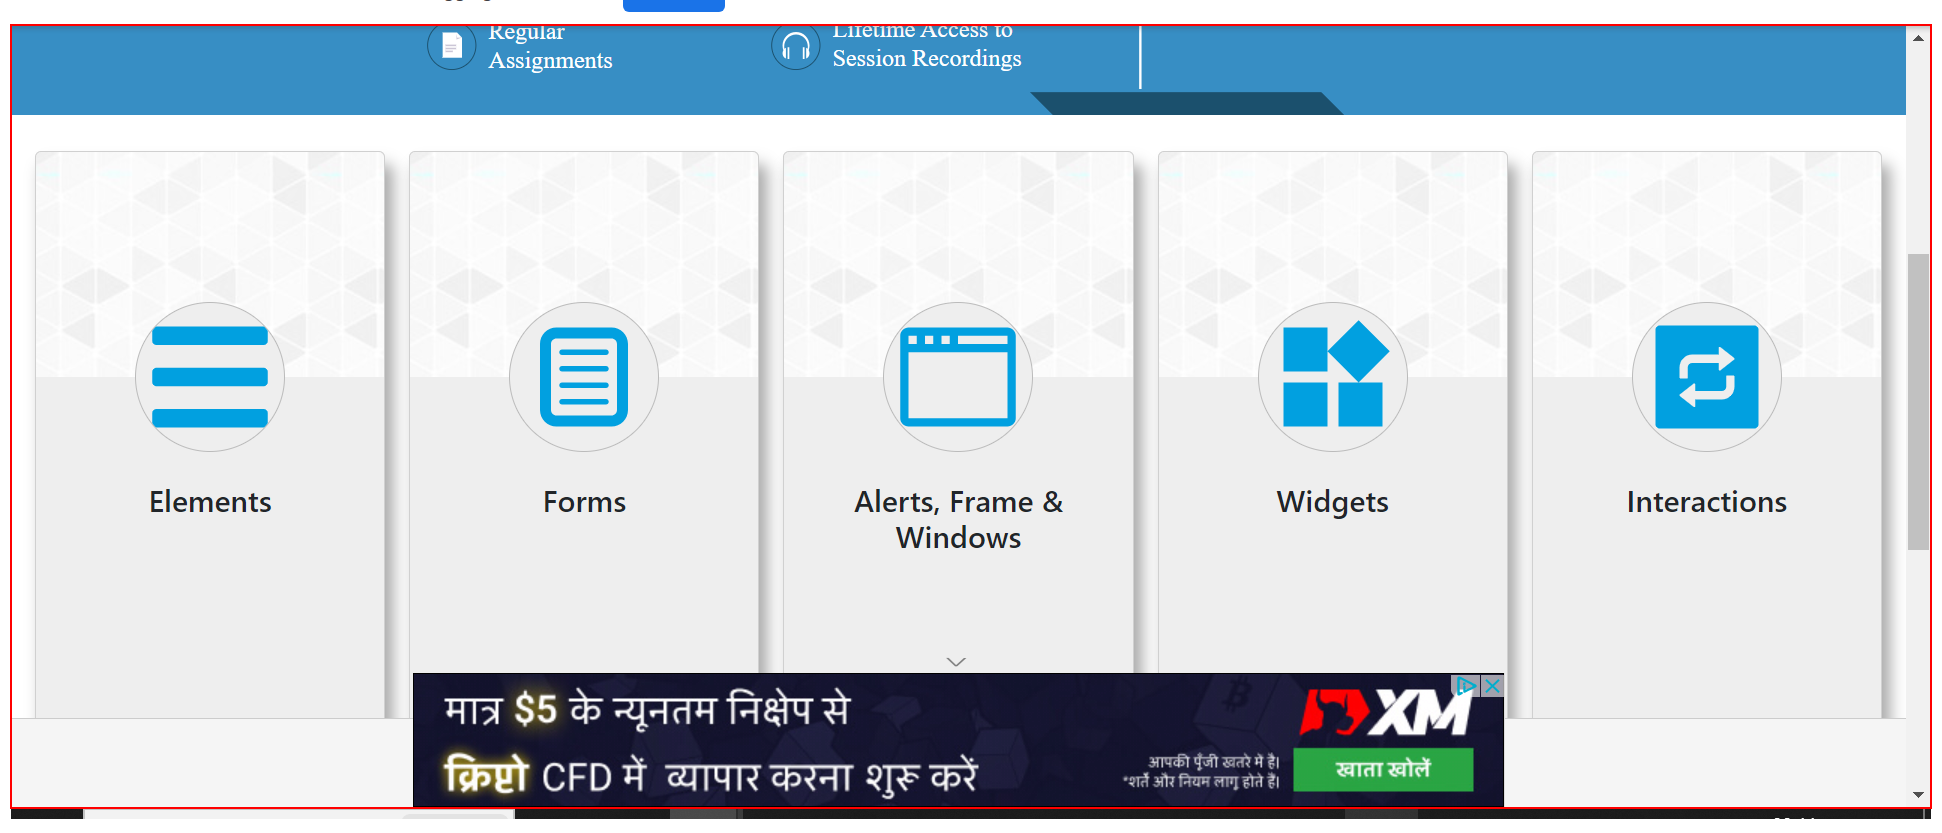 Regular
Assignments
Lifetime Access to
Session Recordings
Elements
Forms
Alerts, Frame &
Windows
Widgets
Interactions
मात्र $5 के न्यूनतम निक्षेप से
क्रिप्टो CFD में व्यापार करना शुरू करें
XM
आपकी पूँजी खतरे में है।
*शर्तें और नियम लागू होते हैं।
खाता खोलें